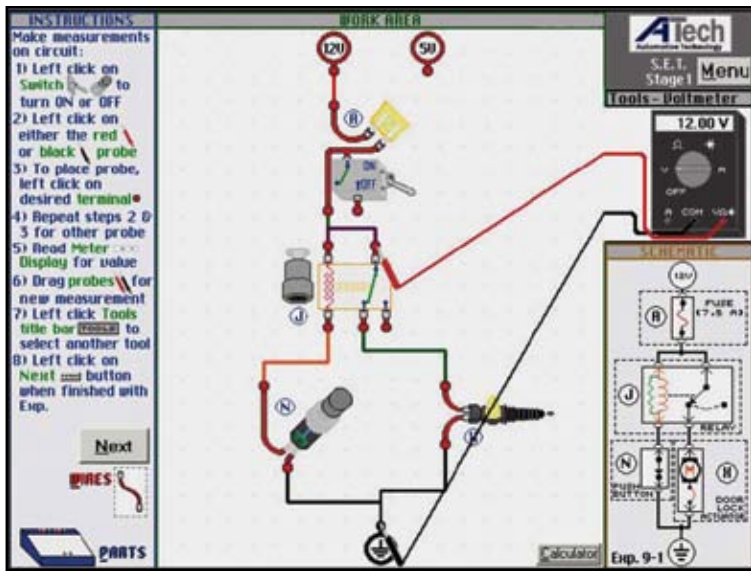 INSTRUCTIONS
Make measurements
on circuit:
1) Left click on
Switch to
turn ON or OFF
2) Left click on
either the red
or black probe
3) To place probe,
left click on
desired terminal
4) Repeat steps 2 &
3 for other probe
5) Read Meter
Display for value
6) Drag probes for
new measurement
7) Left click Tools
title bar TOOLS to
select another tool
8) Left click on
Next button
when finished with
Exp.
Next
WIRES
PARTS
WORK AREA
12V
5V
A
ON
OFF
J
N
Calculator
ATech
Automotive Technology
S.E.T.
Stage1
Menu
Tools - Voltmeter
12.00 V
Ω
V
A
OFF
A
COM
VΩ
SCHEMATIC
12V
A
FUSE
(7.5 A)
J
RELAY
N
PUSH
BUTTON
M
DOOR
LOCK
ACTUATOR
Exp. 9-1